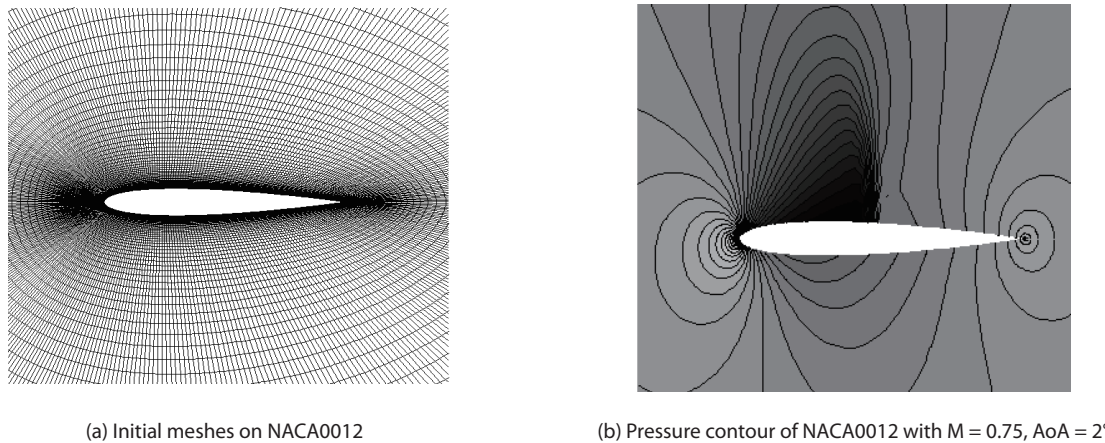 (a) Initial meshes on NACA0012
(b) Pressure contour of NACA0012 with M = 0.75, AoA = 2°